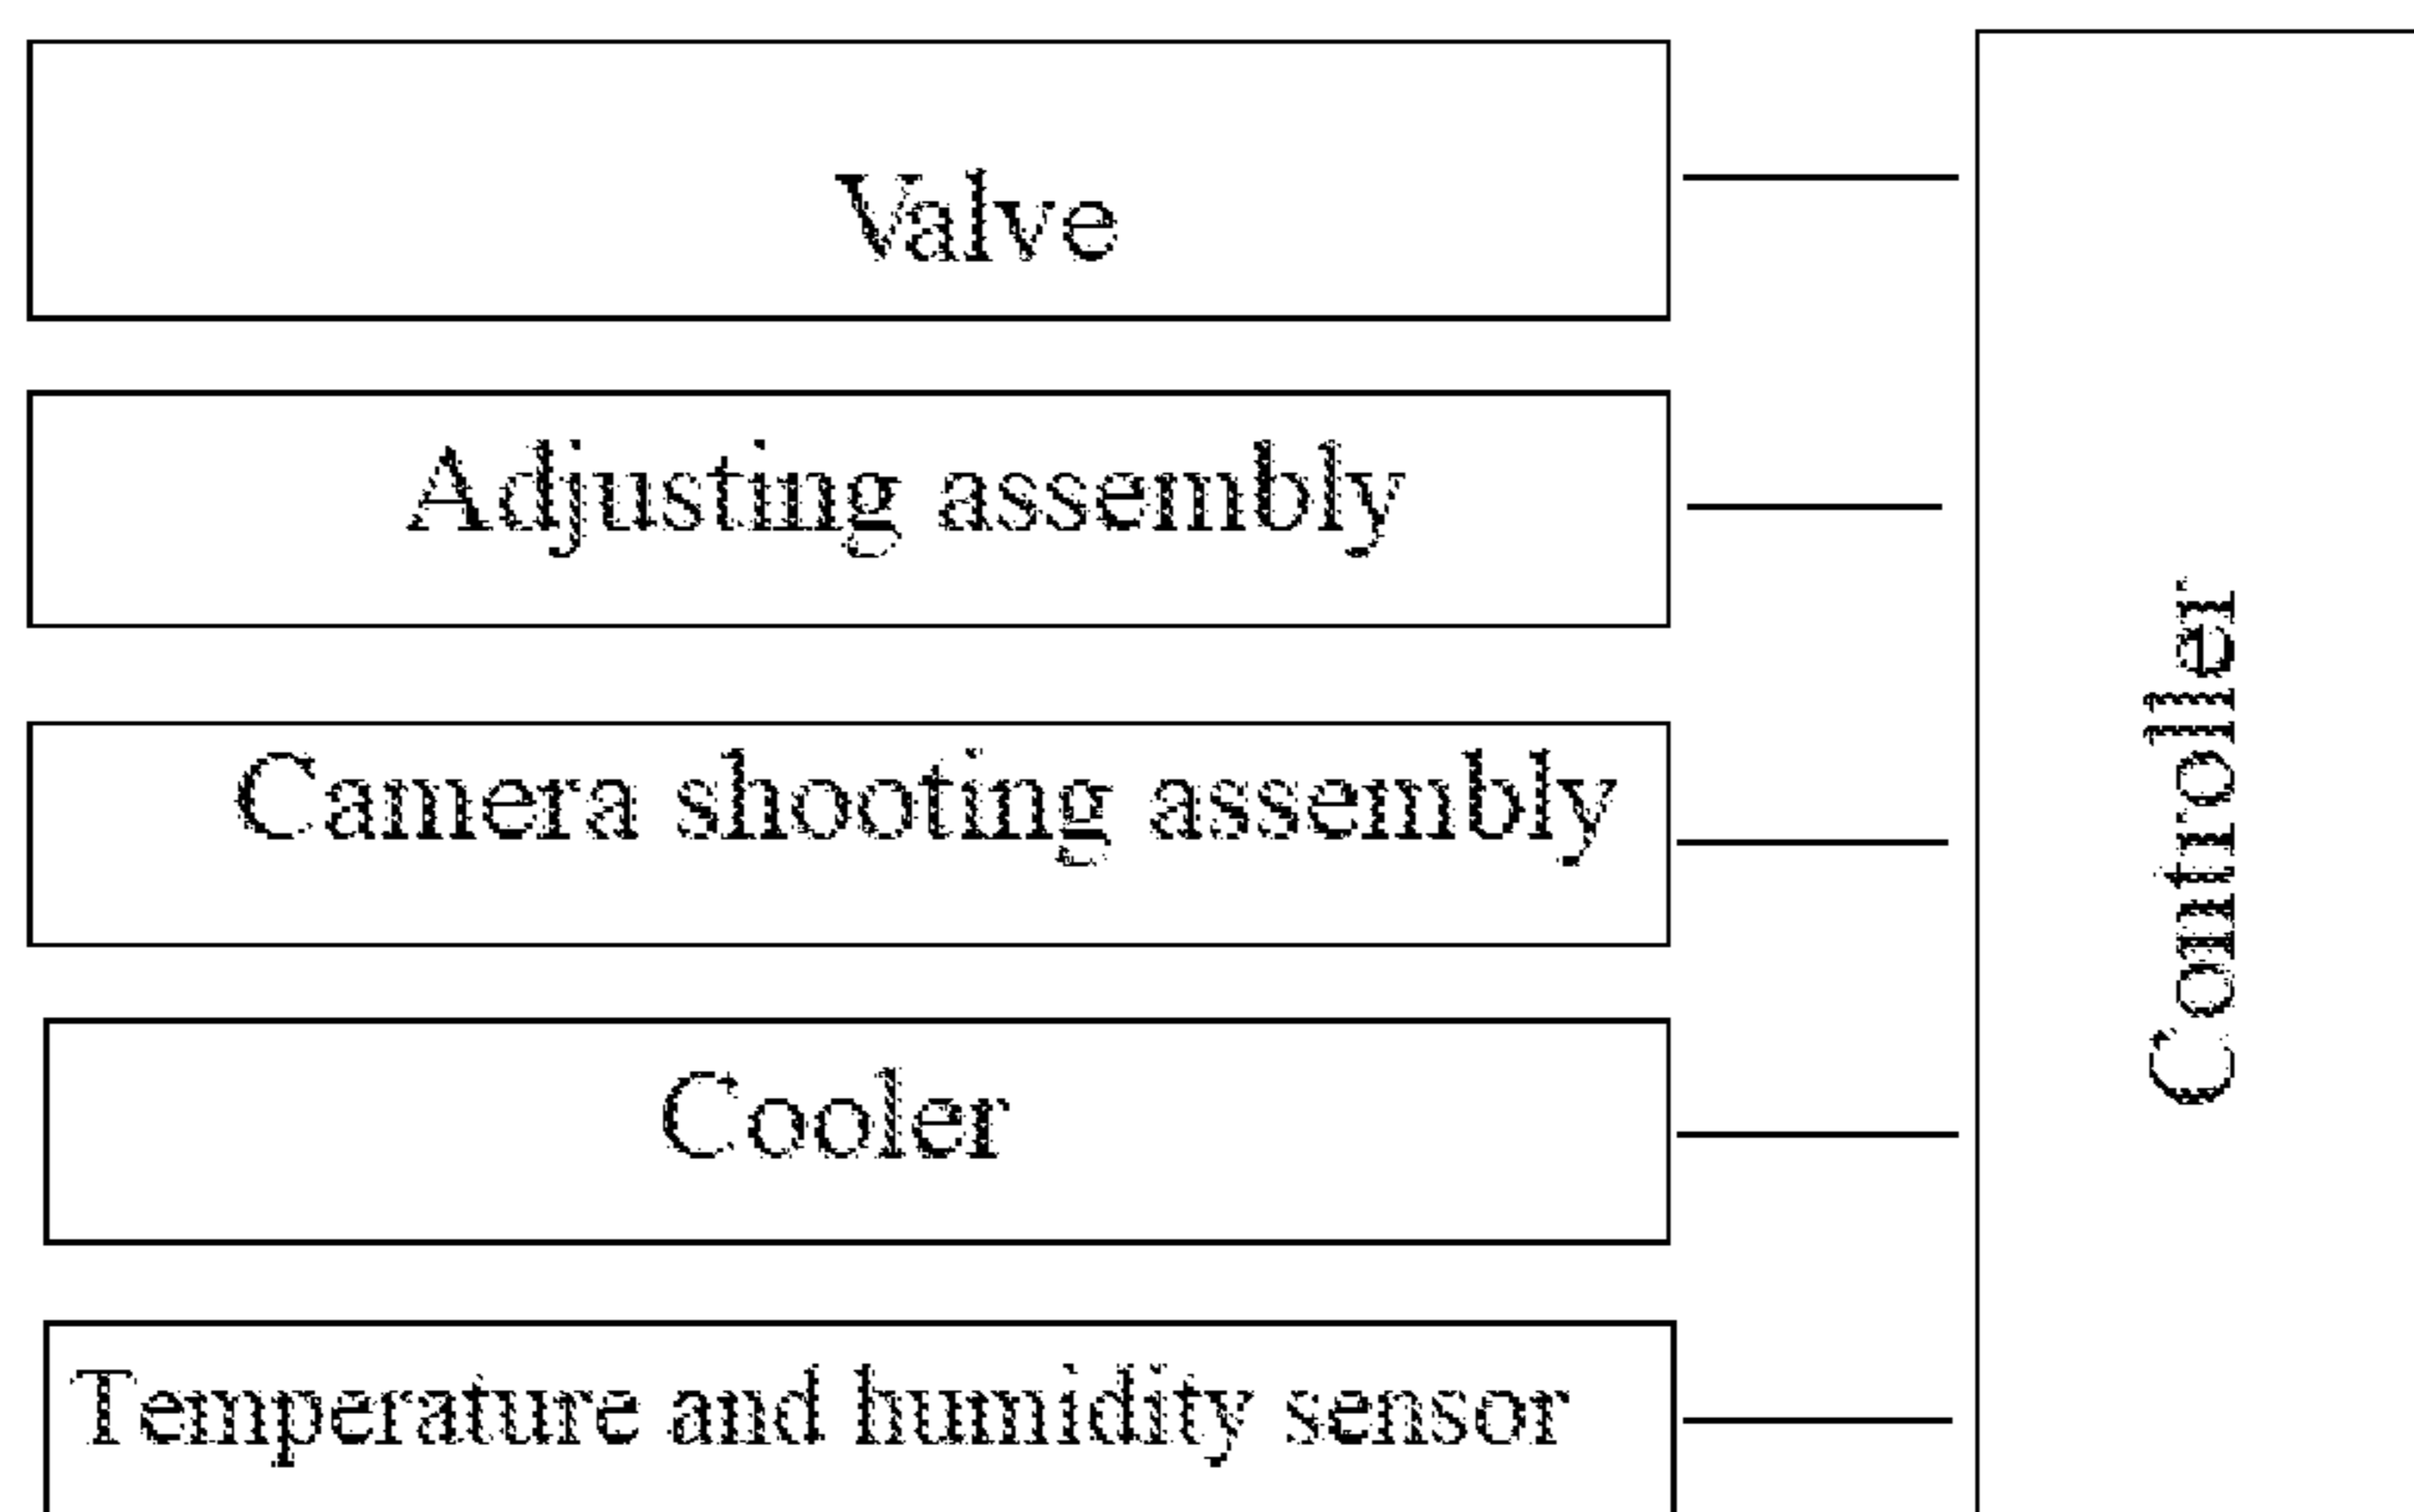 Valve
Adjusting assembly
Camera shooting assembly
Cooler
Temperature and humidity sensor
Controller